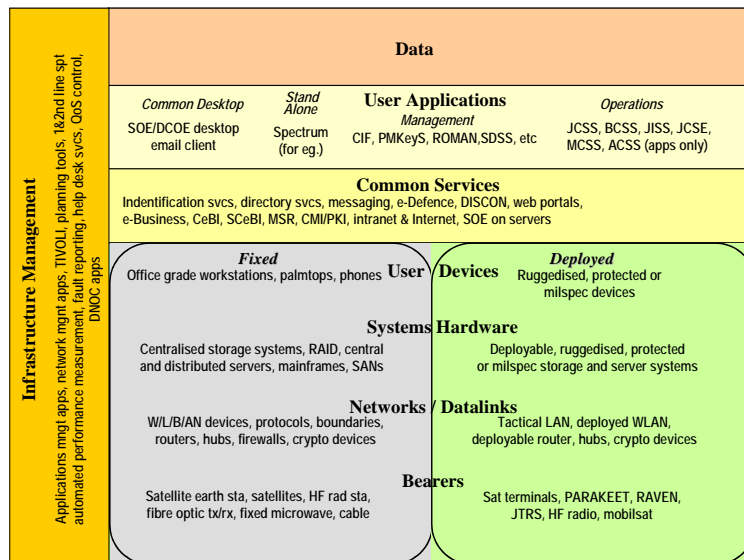 Infrastructure Management
Applications mngt apps, network mngt apps, TIVOLI, planning tools, 1&2nd line spt
automated performance measurement, fault reporting, help desk svcs, QoS control,
DNOC apps
Data
User Applications
Common Desktop
SOE/DCOE desktop
email client
Stand
Alone
Spectrum
(for eg.)
Management
CIF, PMKeyS, ROMAN,SDSS, etc
Operations
JCSS, BCSS, JISS, JCSE,
MCSS, ACSS (apps only)
Common Services
Indentification svcs, directory svcs, messaging, e-Defence, DISCON, web portals,
e-Business, CeBI, SCeBI, MSR, CMI/PKI, intranet & Internet, SOE on servers
Fixed
Deployed
User Devices
Office grade workstations, palmtops, phones
Ruggedised, protected or
milspec devices
Systems Hardware
Centralised storage systems, RAID, central
and distributed servers, mainframes, SANs
Deployable, ruggedised, protected
or milspec storage and server systems
Networks / Datalinks
W/L/B/AN devices, protocols, boundaries,
routers, hubs, firewalls, crypto devices
Tactical LAN, deployed WLAN,
deployable router, hubs, crypto devices
Bearers
Satellite earth sta, satellites, HF rad sta,
fibre optic tx/rx, fixed microwave, cable
Sat terminals, PARAKEET, RAVEN,
JTRS, HF radio, mobilsat